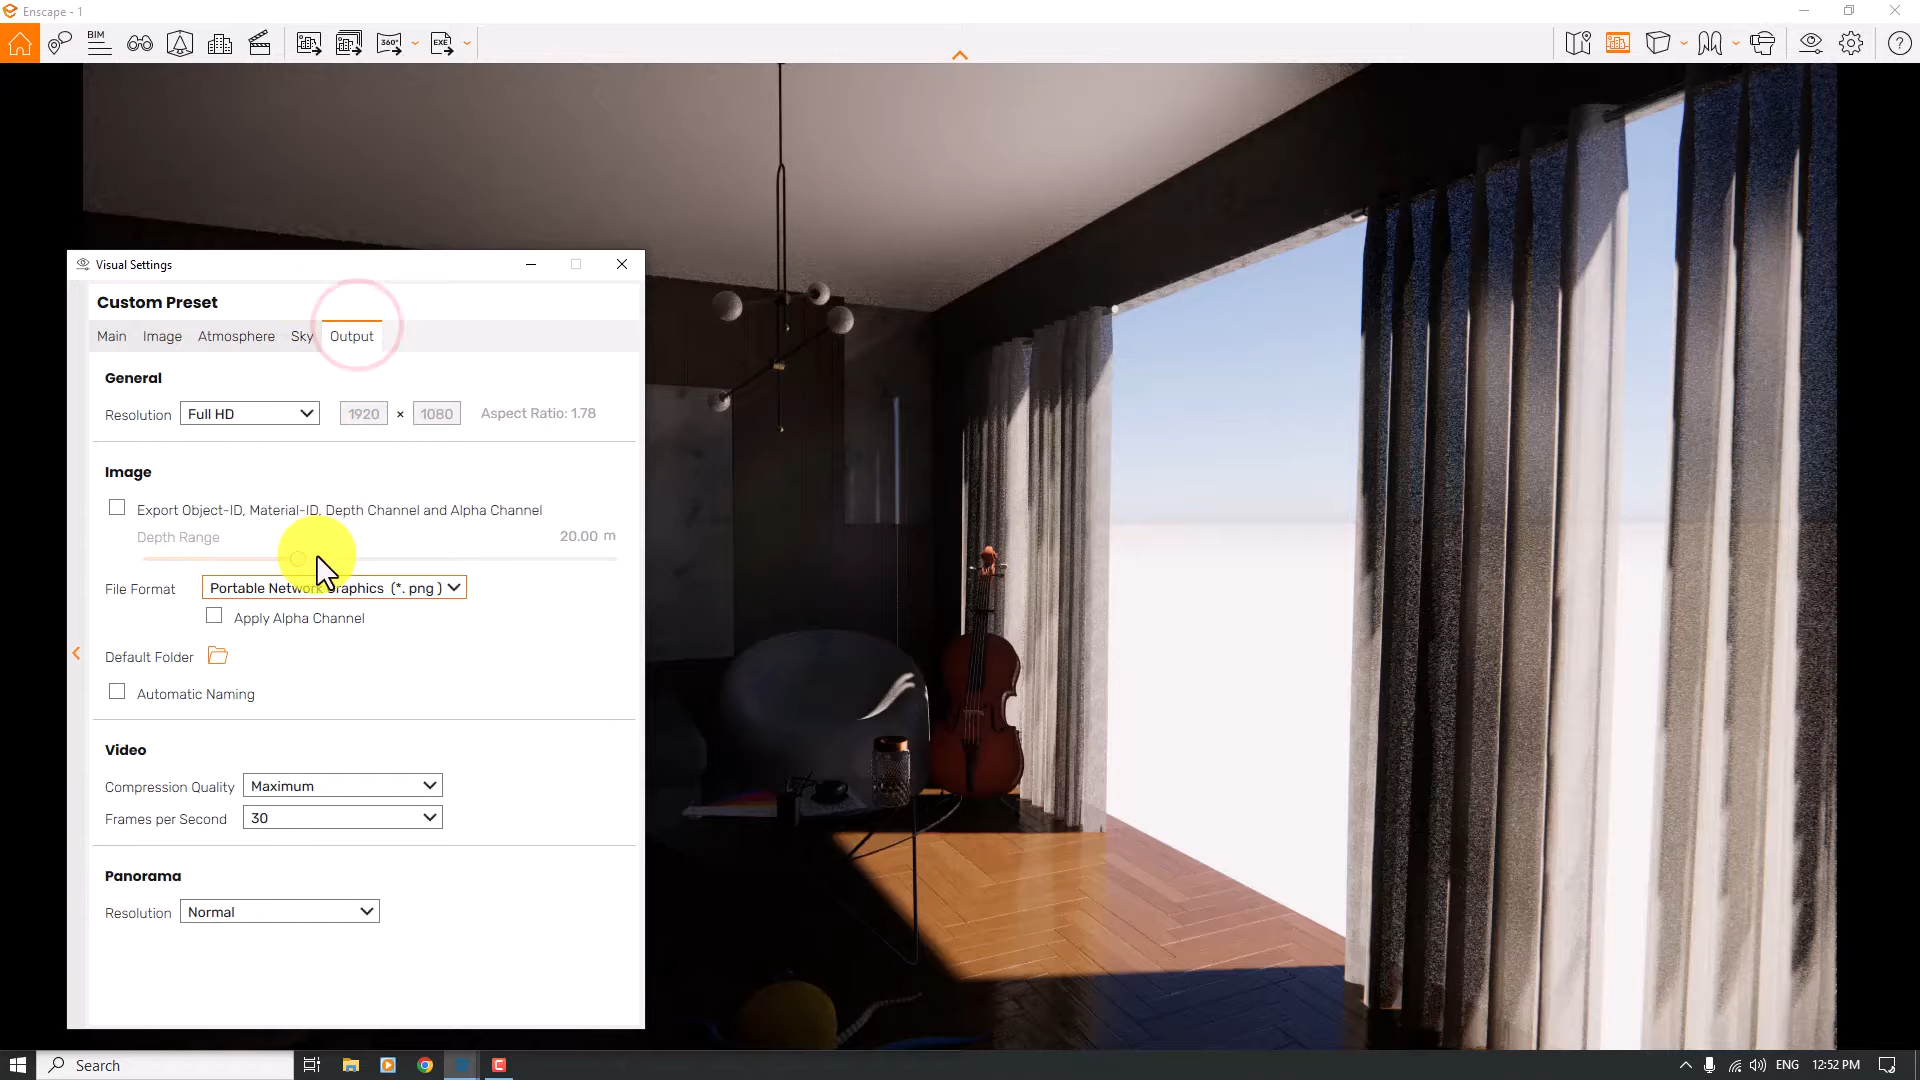 Enscape - 1
BIM
360°
EXE
?
Visual Settings
Custom Preset
Main Image Atmosphere Sky Output
General
Resolution Full HD 1920 × 1080 Aspect Ratio: 1.78
Image
Export Object-ID, Material-ID, Depth Channel and Alpha Channel
Depth Range 20.00 m
File Format Portable Network Graphics (*. png )
Apply Alpha Channel
Default Folder
Automatic Naming
Video
Compression Quality Maximum
Frames per Second 30
Panorama
Resolution Normal
Search ENG 12:52 PM